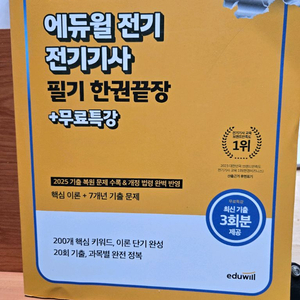 에듀윌 전기
전기기사
필기 한권끝장
+무료특강
1위
2025 기출 복원 문제 수록 & 개정 법령 완벽 반영
핵심 이론 + 7개년 기출 문제
무료특강
최신 기출
3회분
제공
200개 핵심 키워드, 이론 단기 완성
20회 기출, 과목별 완전 정복
eduwill